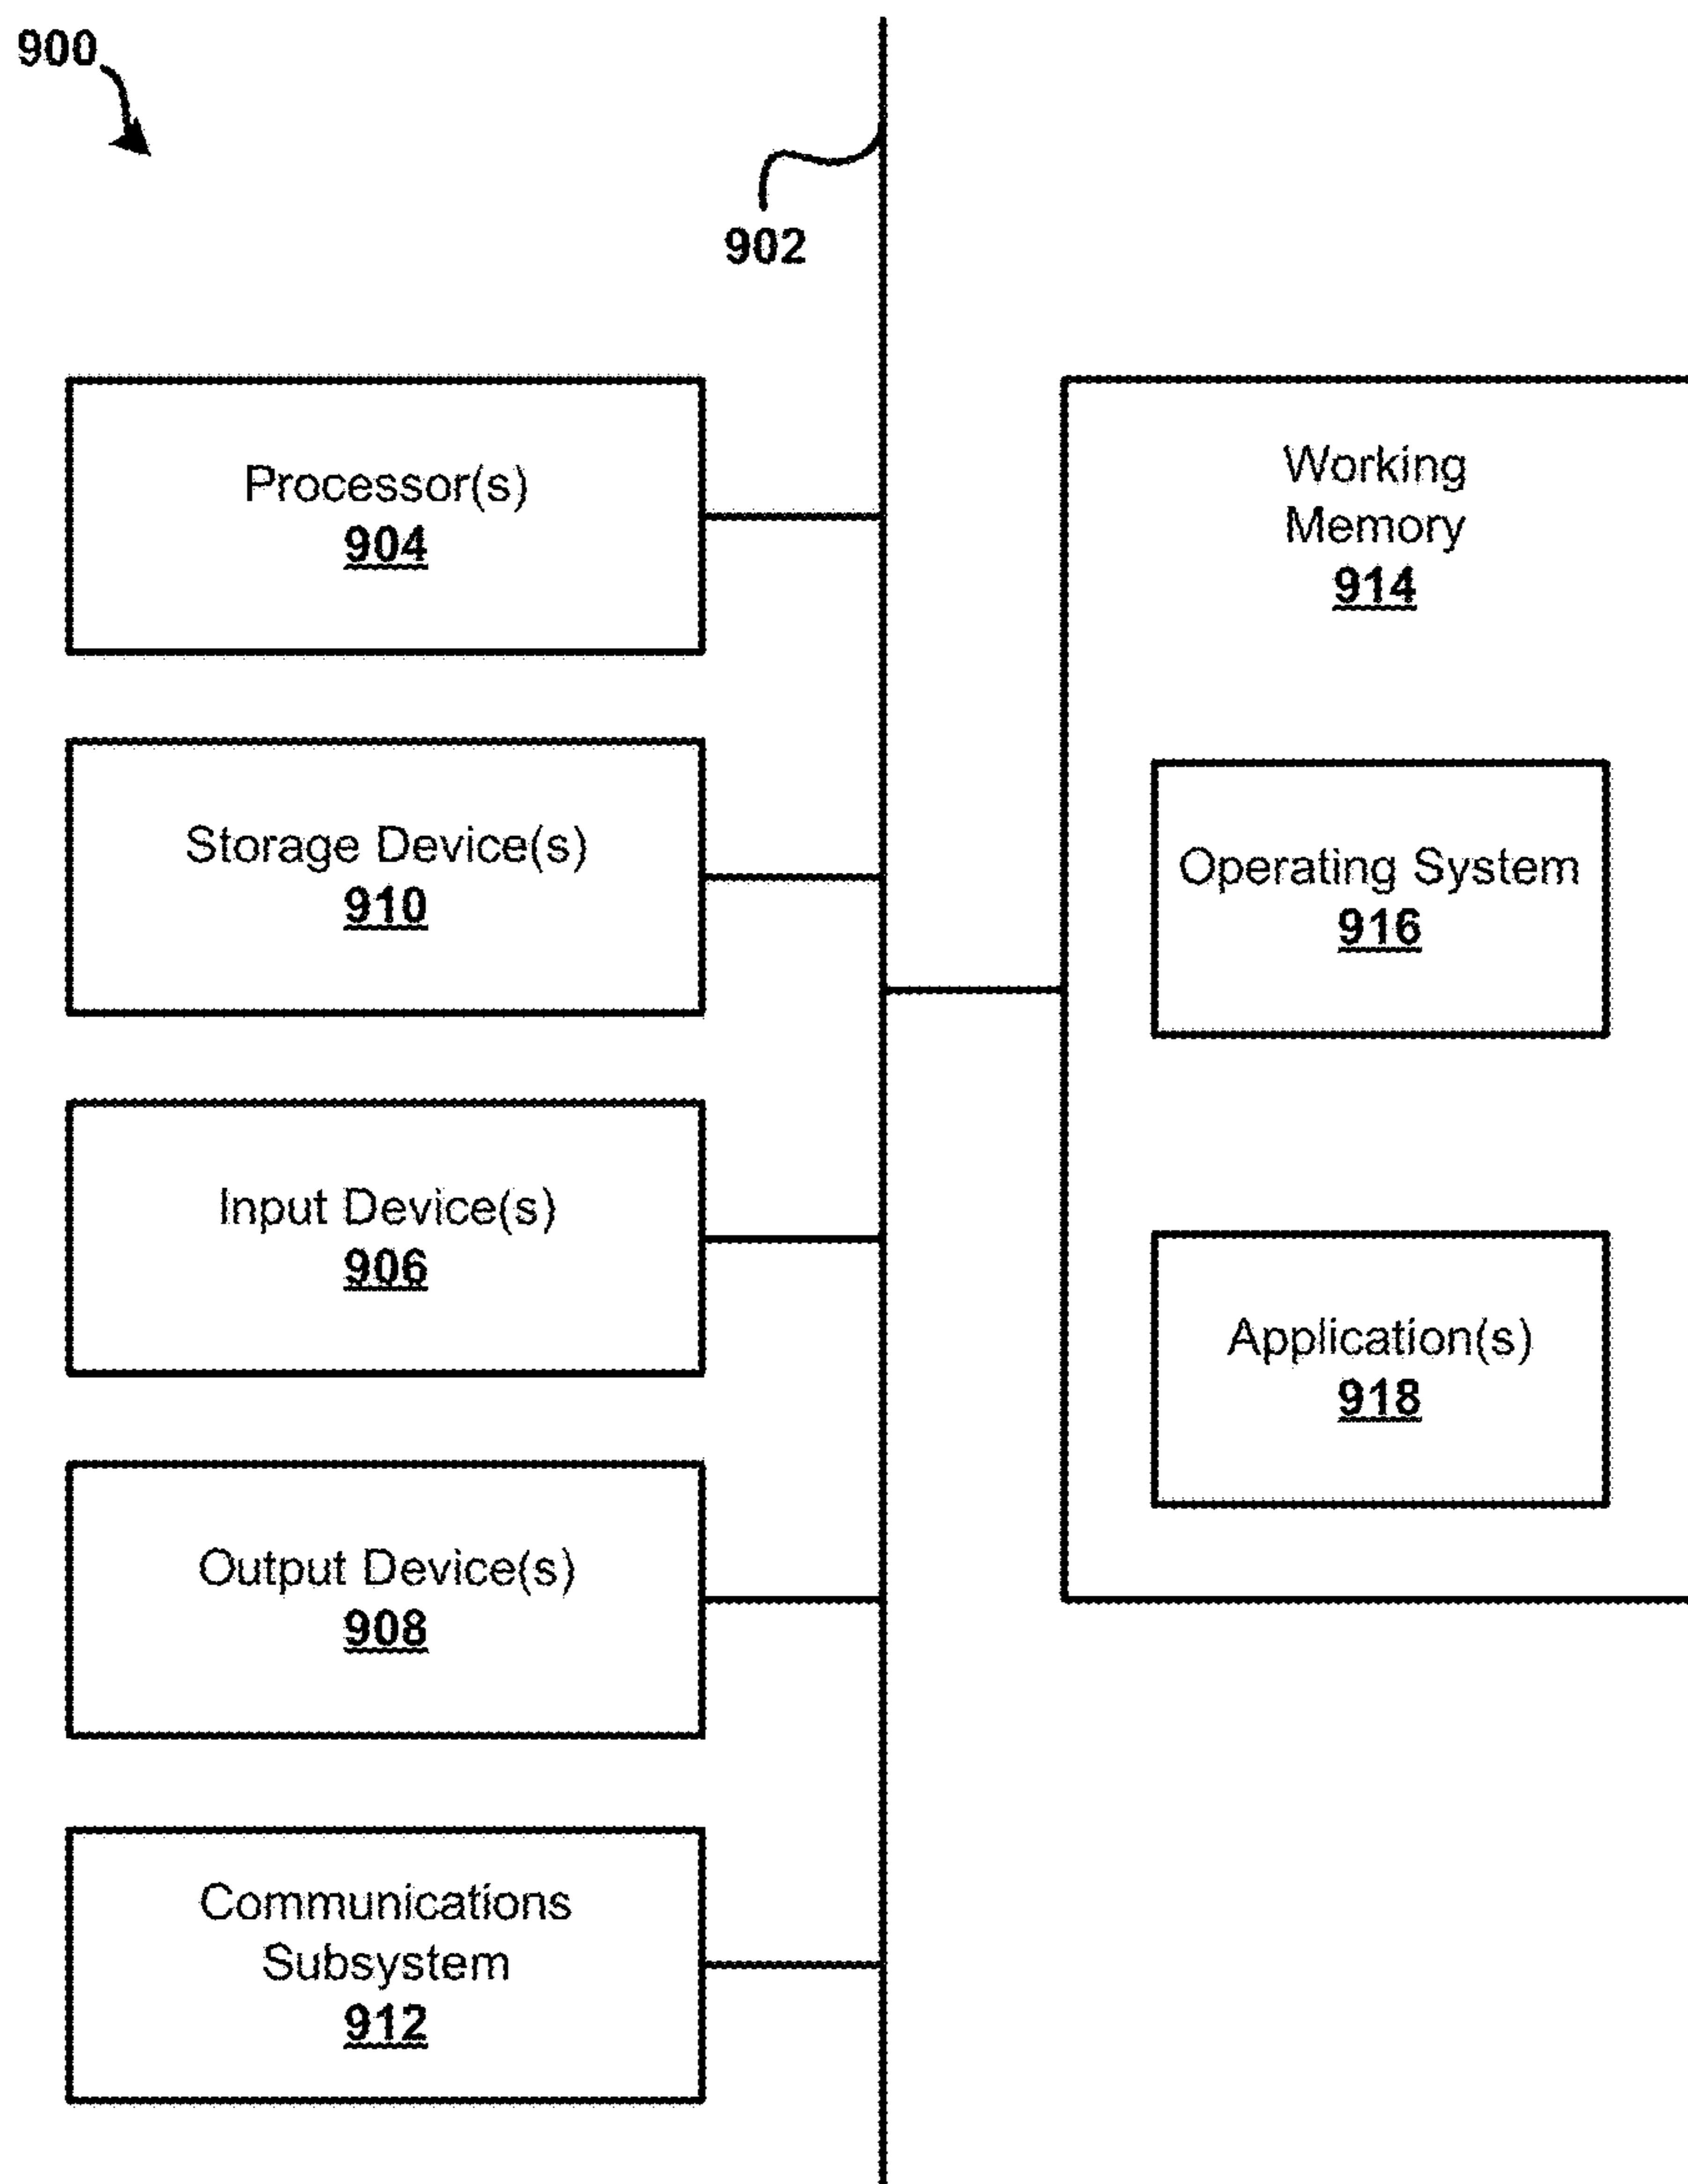 900
902
Processor(s)
904
Storage Device(s)
910
Input Device(s)
906
Output Device(s)
908
Communications
Subsystem
912
Working
Memory
914
Operating System
916
Application(s)
918